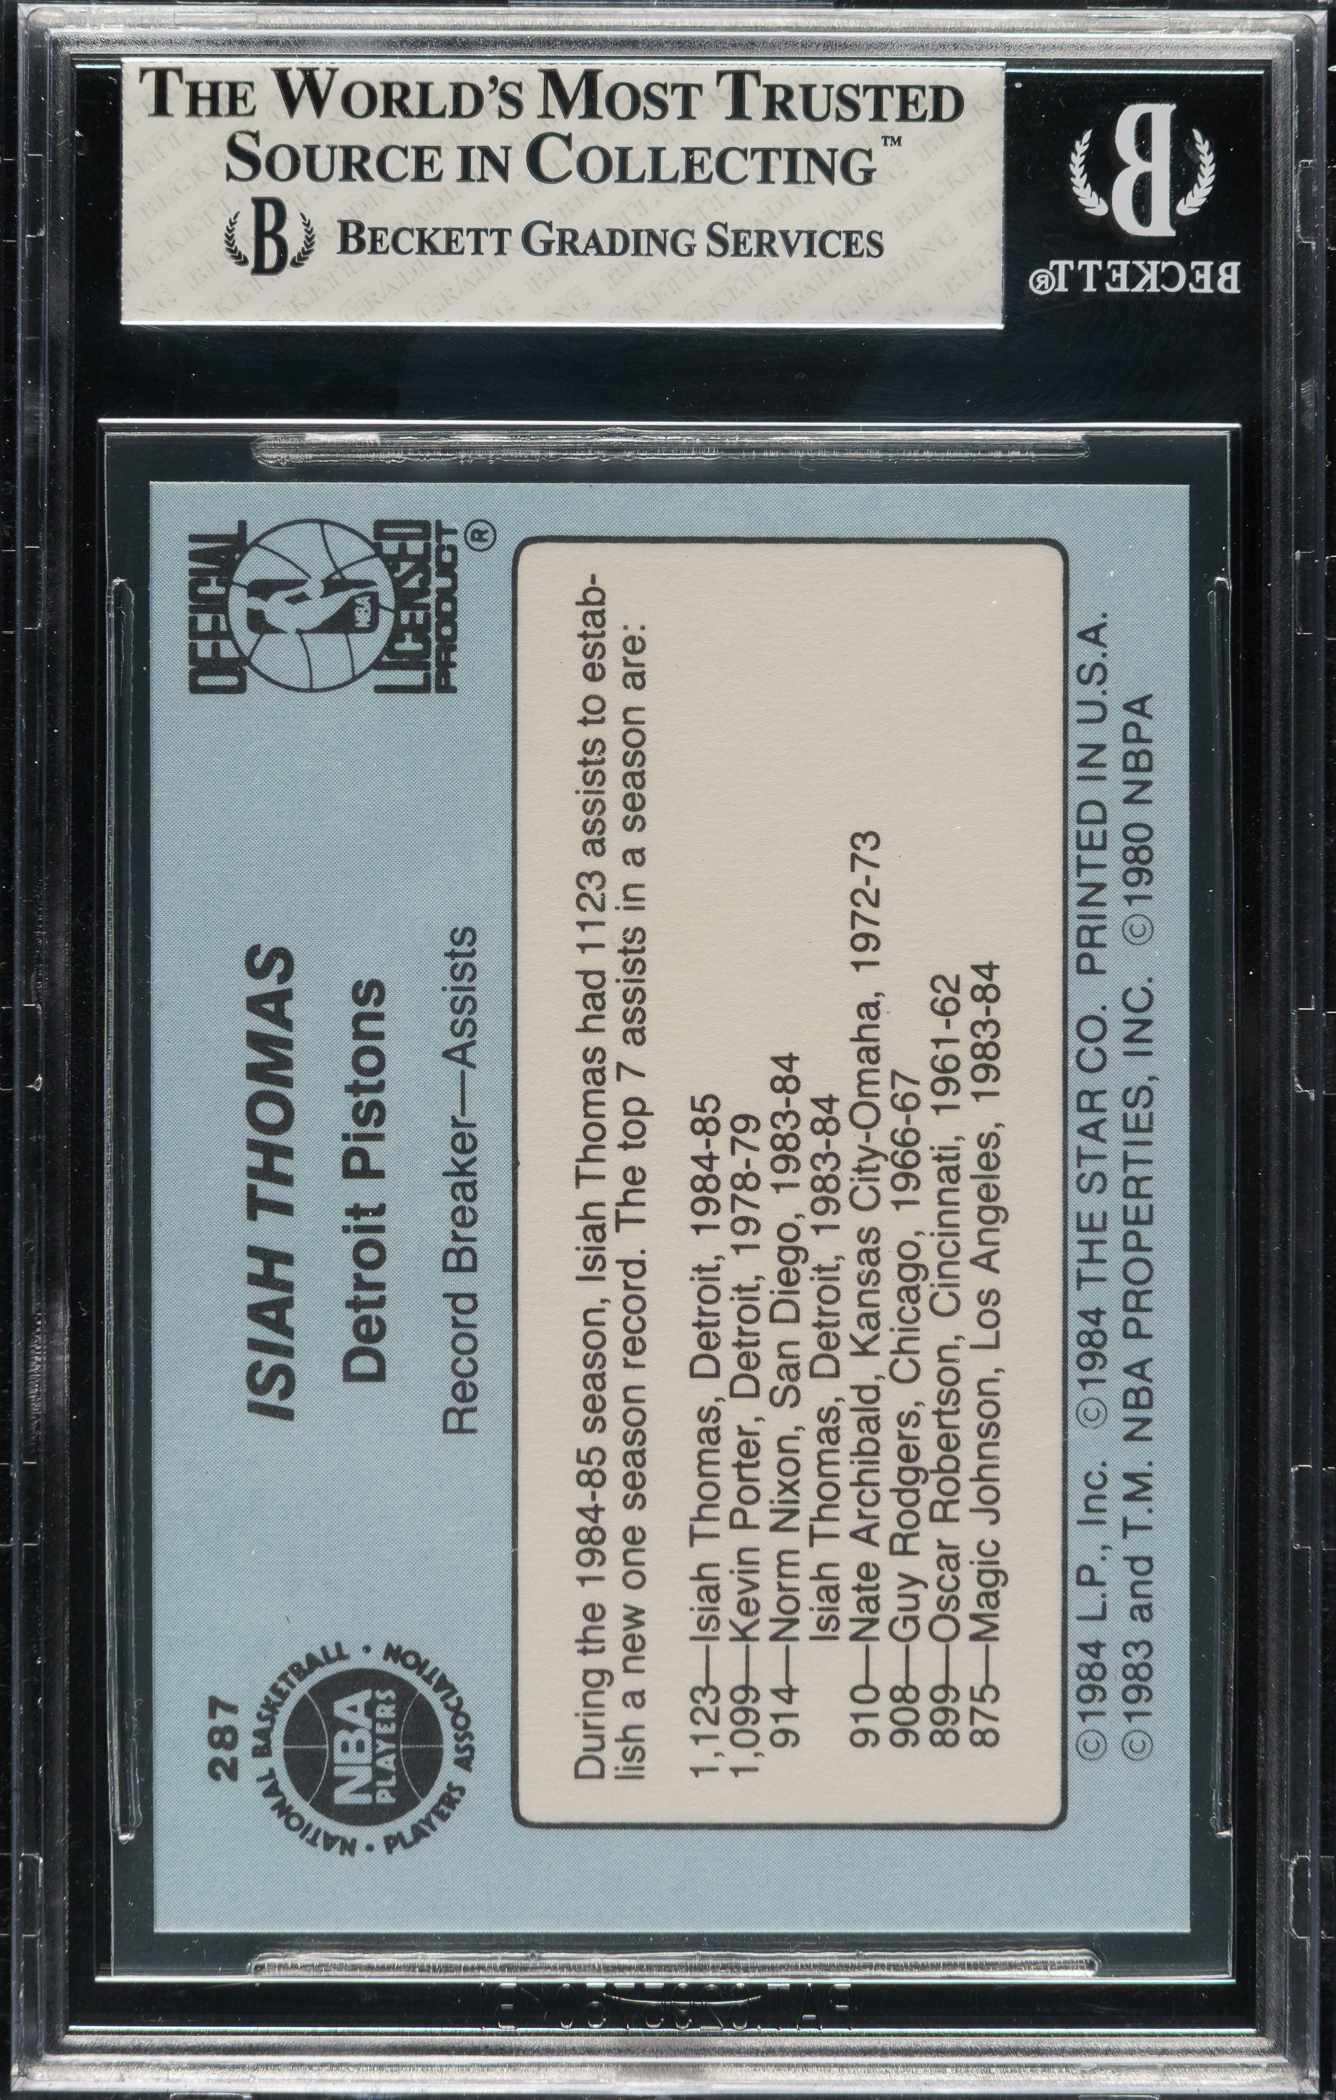 THE WORLD'S MOST TRUSTED
SOURCE IN COLLECTING™
B BECKETT GRADING SERVICES
B
BECKETT®
OFFICIAL
NBA
LICENSED
PRODUCT
®
ISIAH THOMAS
Detroit Pistons
Record Breaker—Assists
287
NATIONAL BASKETBALL • PLAYERS ASSOCIATION •
NBA
PLAYERS
During the 1984-85 season, Isiah Thomas had 1123 assists to estab-
lish a new one season record. The top 7 assists in a season are:
1,123—Isiah Thomas, Detroit, 1984-85
1,099—Kevin Porter, Detroit, 1978-79
914—Norm Nixon, San Diego, 1983-84
Isiah Thomas, Detroit, 1983-84
910—Nate Archibald, Kansas City-Omaha, 1972-73
908—Guy Rodgers, Chicago, 1966-67
899—Oscar Robertson, Cincinnati, 1961-62
875—Magic Johnson, Los Angeles, 1983-84
©1984 L.P., Inc. ©1984 THE STAR CO. PRINTED IN U.S.A.
©1983 and T.M. NBA PROPERTIES, INC. ©1980 NBPA